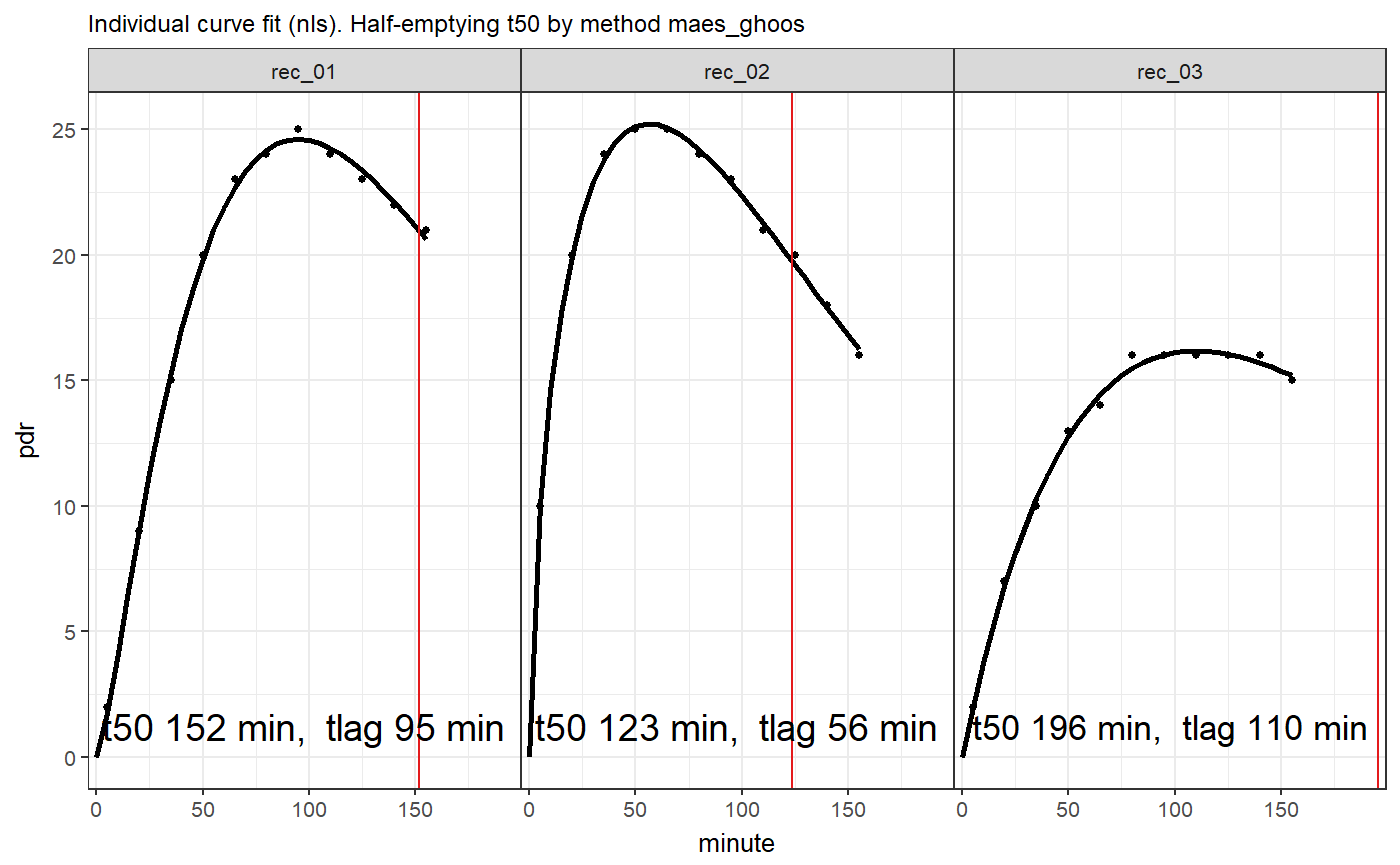 Individual curve fit (nls). Half-emptying t50 by method maes_ghoos
rec_01 rec_02 rec_03
25
20
15
10
5
0
pdr
t50 152 min,  tlag 95 min
t50 123 min,  tlag 56 min
t50 196 min,  tlag 110 min
0 50 100 150 0 50 100 150 0 50 100 150
minute